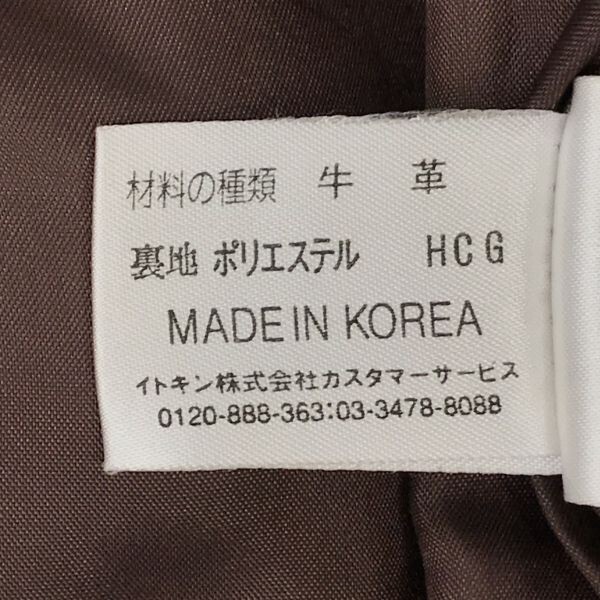 材料の種類 牛 革
裏地 ポリエステル HCG
MADE IN KOREA
イトキン株式会社カスタマーサービス
0120-888-363:03-3478-8088